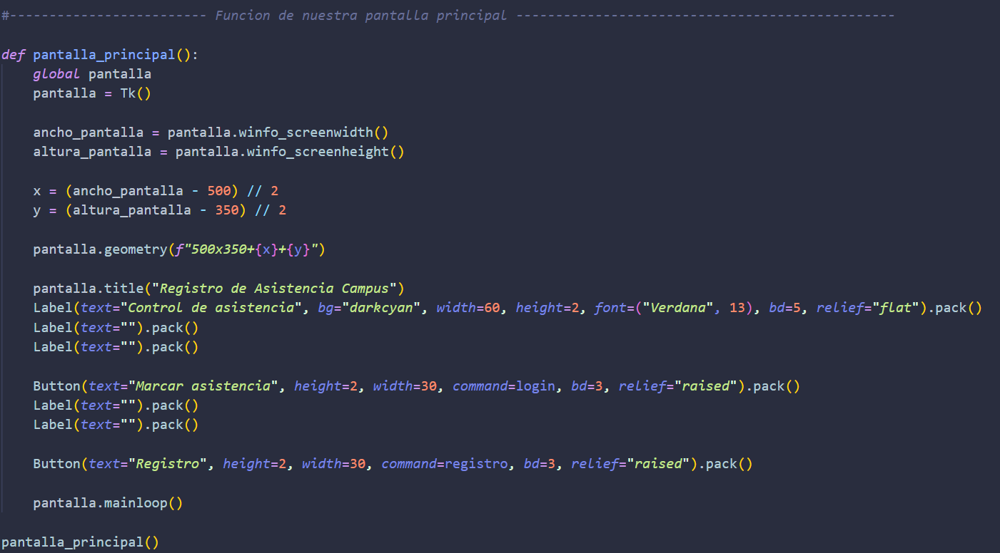 #------------------------- Funcion de nuestra pantalla principal ------------------------------------------------
def pantalla_principal():
    global pantalla
    pantalla = Tk()
    ancho_pantalla = pantalla.winfo_screenwidth()
    altura_pantalla = pantalla.winfo_screenheight()
    x = (ancho_pantalla - 500) // 2
    y = (altura_pantalla - 350) // 2
    pantalla.geometry(f"500x350+{x}+{y}")
    pantalla.title("Registro de Asistencia Campus")
    Label(text="Control de asistencia", bg="darkcyan", width=60, height=2, font=("Verdana", 13), bd=5, relief="flat").pack()
    Label(text="").pack()
    Label(text="").pack()
    Button(text="Marcar asistencia", height=2, width=30, command=login, bd=3, relief="raised").pack()
    Label(text="").pack()
    Label(text="").pack()
    Button(text="Registro", height=2, width=30, command=registro, bd=3, relief="raised").pack()
    pantalla.mainloop()
pantalla_principal()